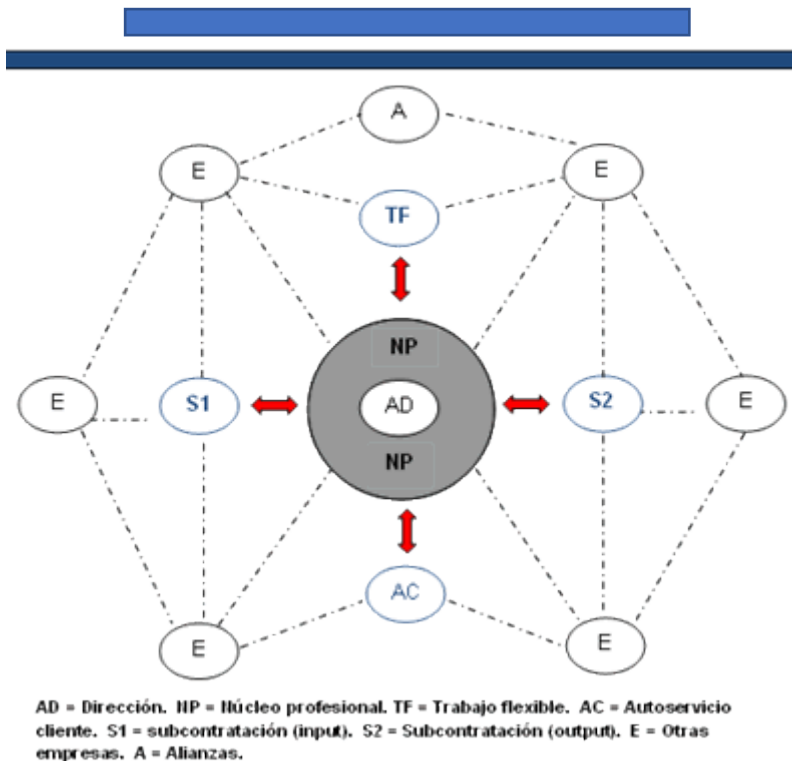 A
E
E
TF
NP
E
S1
AD
S2
E
NP
AC
E
E
AD = Dirección. NP = Núcleo profesional. TF = Trabajo flexible. AC = Autoservicio
cliente. S1 = subcontratación (input). S2 = Subcontratación (output). E = Otras
empresas. A = Alianzas.